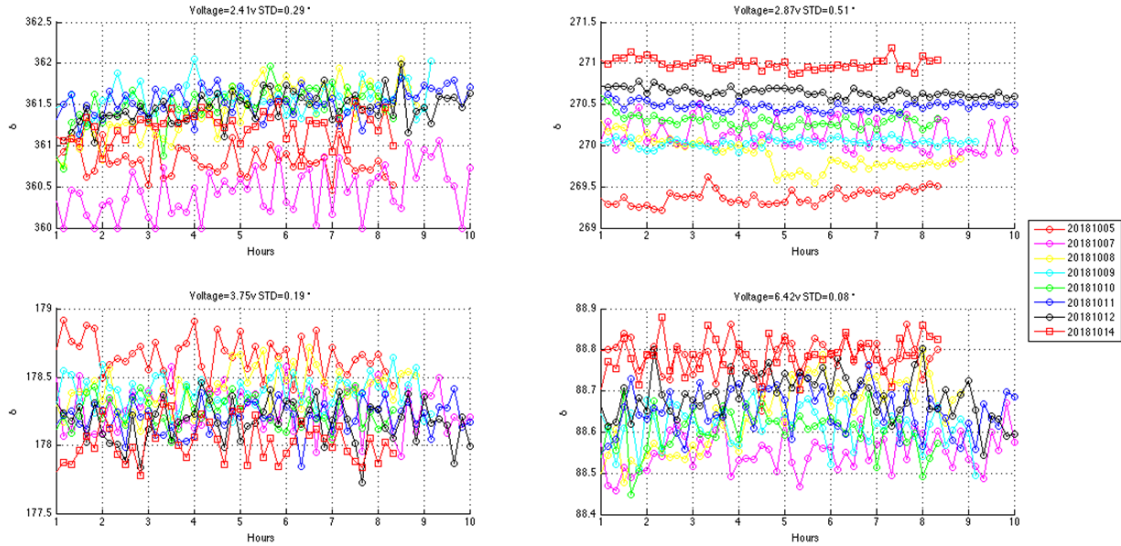 Voltage=2.41v STD=0.29°
362.5
362
361.5
361
360.5
360
δ
1 2 3 4 5 6 7 8 9 10
Hours
Voltage=2.87v STD=0.51°
271
270.5
270
269.5
269
δ
1 2 3 4 5 6 7 8 9 10
Hours
Voltage=3.75v STD=0.19°
179
178.5
178
177.5
δ
1 2 3 4 5 6 7 8 9 10
Hours
Voltage=6.42v STD=0.08°
88.9
88.8
88.7
88.6
88.5
88.4
δ
1 2 3 4 5 6 7 8 9 10
Hours
20181005
20181007
20181008
20181009
20181010
20181011
20181012
20181014